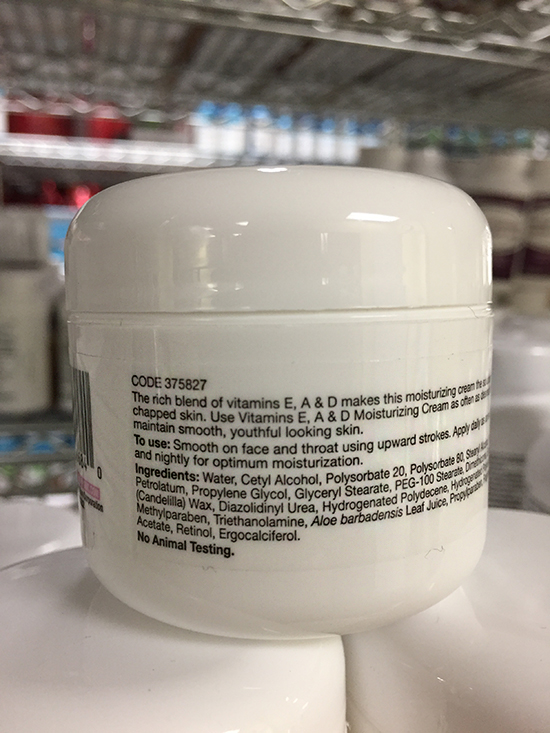 CODE 375827
The rich blend of vitamins E, A & D makes this moisturizing cream the
chapped skin. Use Vitamins E, A & D Moisturizing Cream as often as
maintain smooth, youthful looking skin.
To use: Smooth on face and throat using upward strokes. Apply daily
and nightly for optimum moisturization.
Ingredients: Water, Cetyl Alcohol, Polysorbate 20, Polysorbate 80,
Petrolatum, Propylene Glycol, Glyceryl Stearate, PEG-100 Stearate,
(Candelilla) Wax, Diazolidinyl Urea, Hydrogenated Polydecene,
Methylparaben, Triethanolamine, Aloe barbadensis Leaf Juice,
Acetate, Retinol, Ergocalciferol.
No Animal Testing.
0